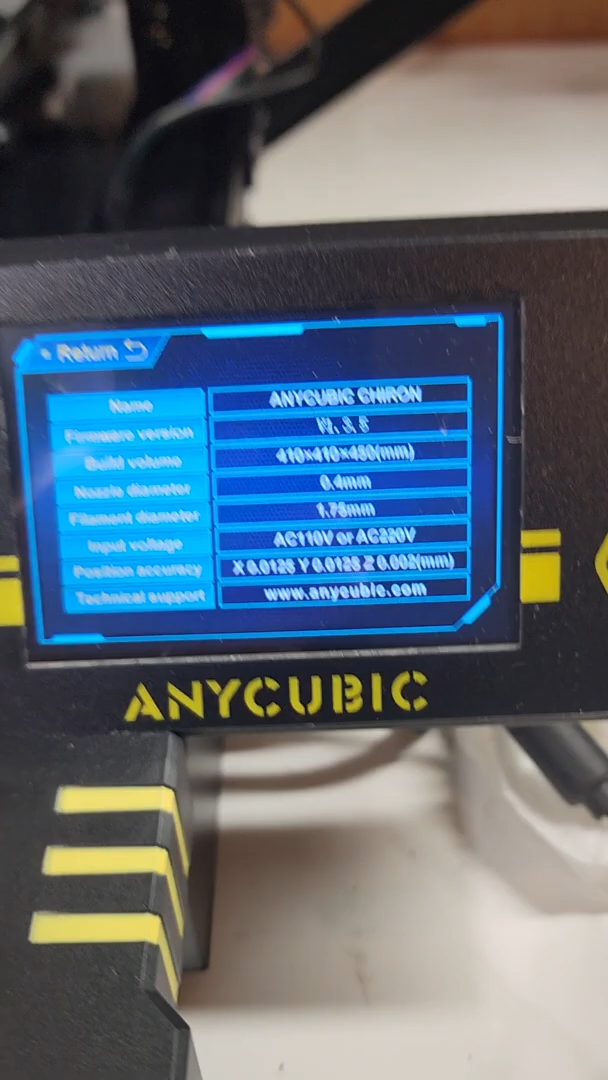 Return
Name ANYCUBIC CHIRON
Firmware version
Build volume 410×410×450(mm)
Nozzle diameter 0.4mm
Filament diameter 1.75mm
Input voltage AC110V or AC220V
Position accuracy X 0.0125 Y 0.0125 Z 0.002(mm)
Technical support www.anycubic.com
ANYCUBIC